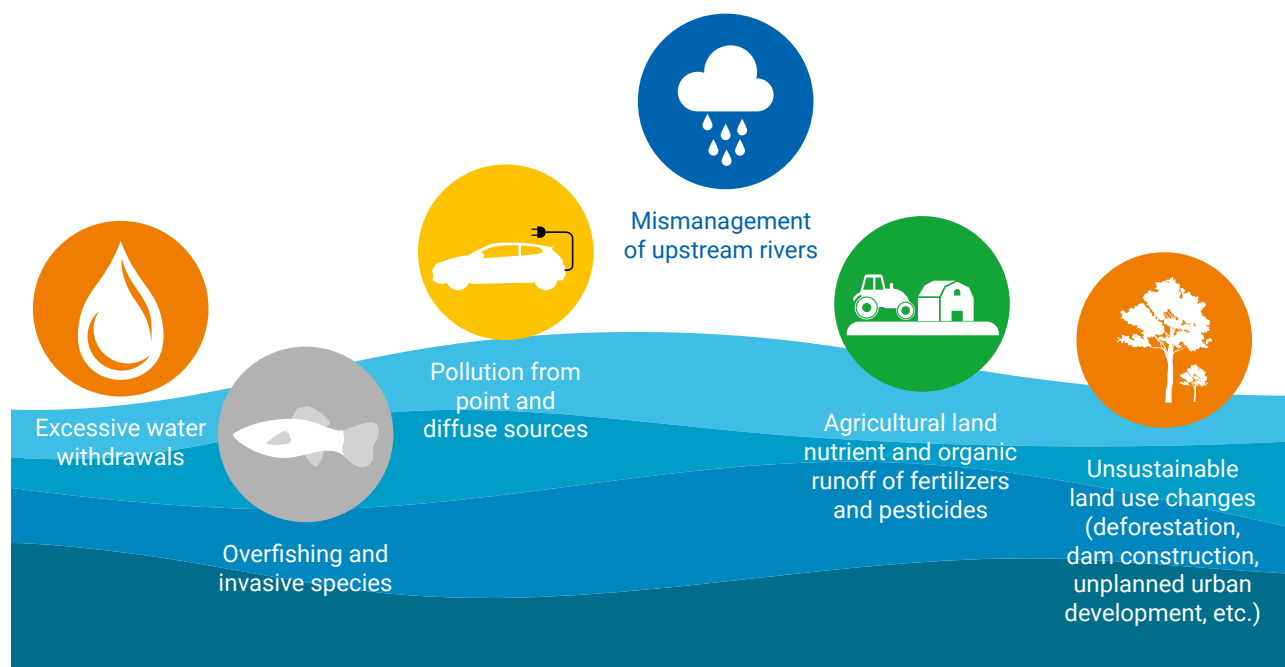 Mismanagement
of upstream rivers
Excessive water
withdrawals
Overfishing and
invasive species
Pollution from
point and
diffuse sources
Agricultural land
nutrient and organic
runoff of fertilizers
and pesticides
Unsustainable
land use changes
(deforestation,
dam construction,
unplanned urban
development, etc.)